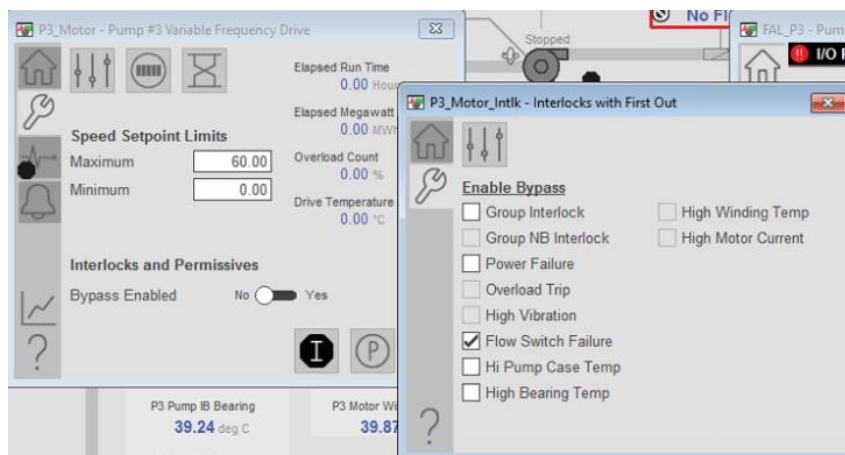 P3_Motor - Pump #3 Variable Frequency Drive
Elapsed Run Time
0.00 Hour
Elapsed Megawatt
0.00 MWH
Speed Setpoint Limits
Maximum 60.00
Minimum 0.00
Overload Count
0.00 %
Drive Temperature
0.00 °C
Interlocks and Permissives
Bypass Enabled No Yes
I P
?
P3 Pump IB Bearing
39.24 deg C
P3 Motor Wi
39.87
Stopped
No Fl
FAL_P3 - Pum
I/O F
P3_Motor_Intlk - Interlocks with First Out
Enable Bypass
Group Interlock
Group NB Interlock
Power Failure
Overload Trip
High Vibration
Flow Switch Failure
Hi Pump Case Temp
High Bearing Temp
High Winding Temp
High Motor Current
?